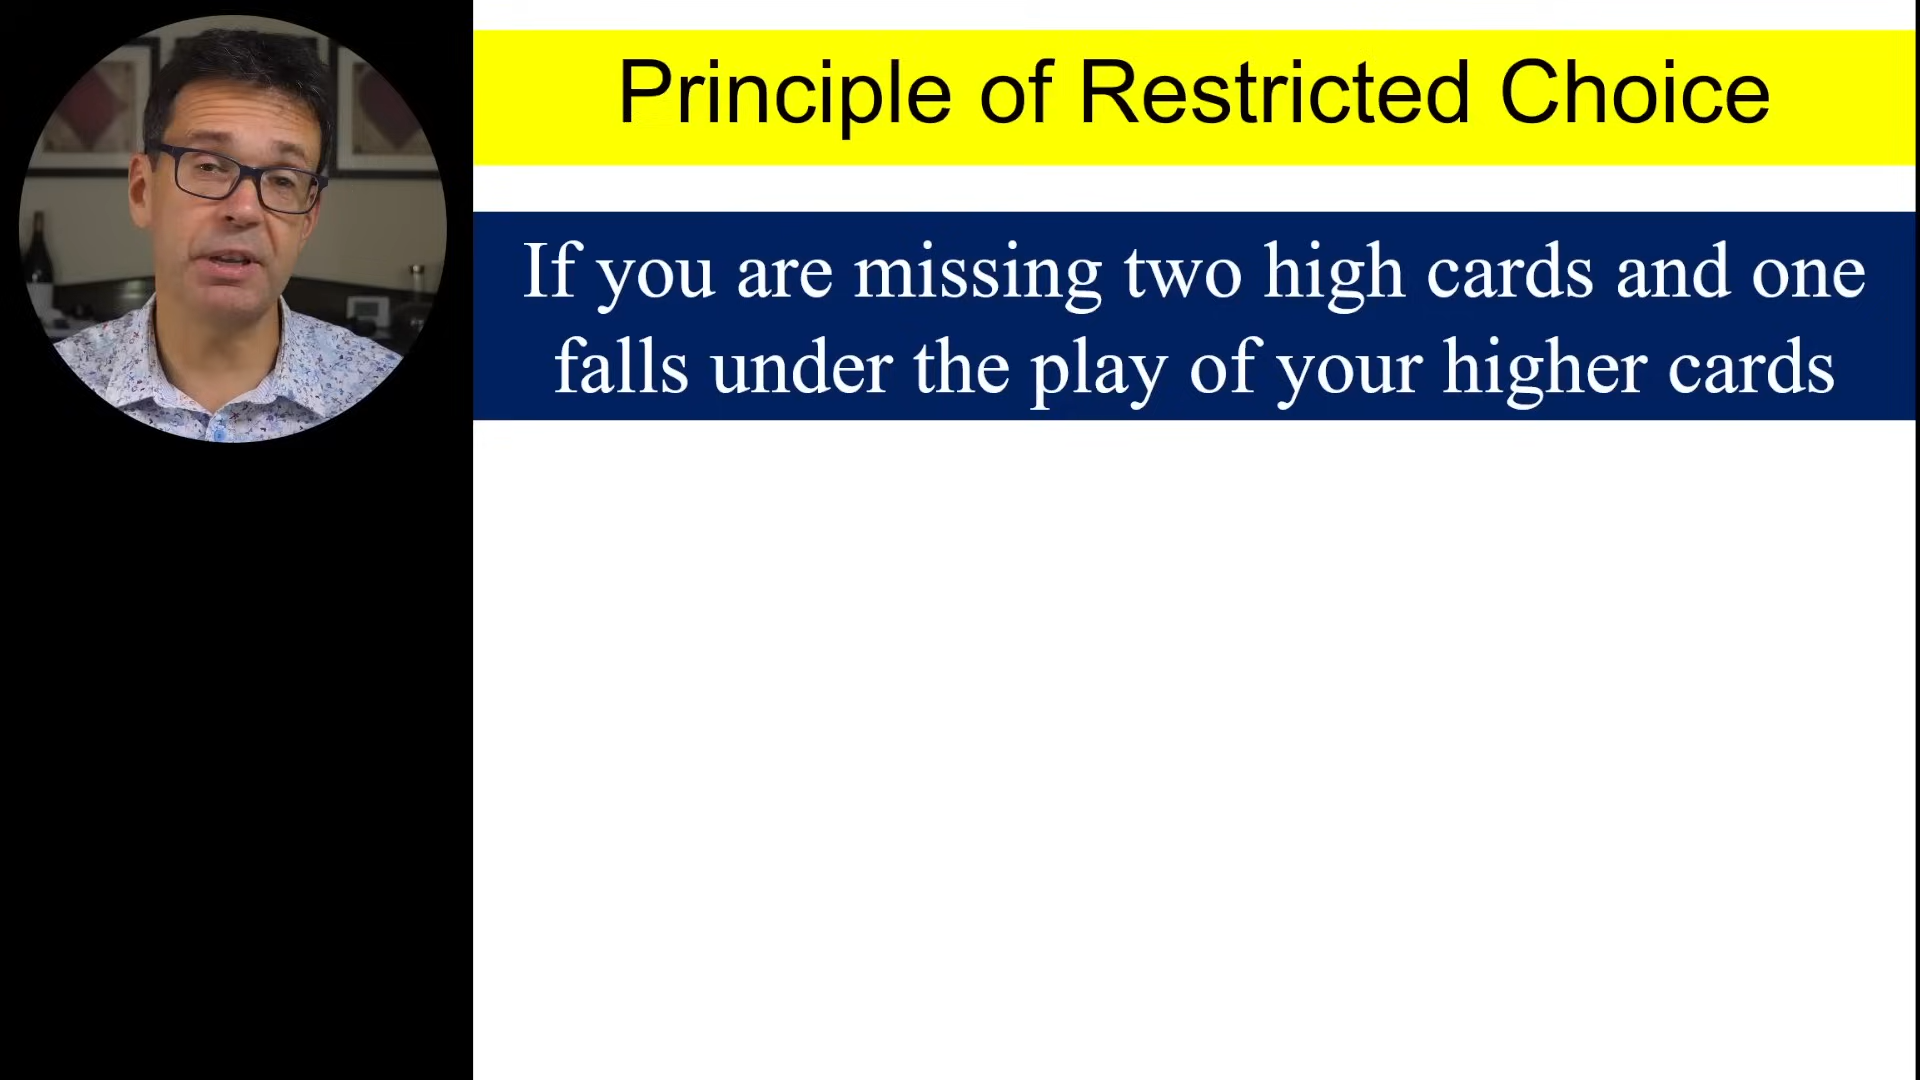 Principle of Restricted Choice
If you are missing two high cards and one
falls under the play of your higher cards